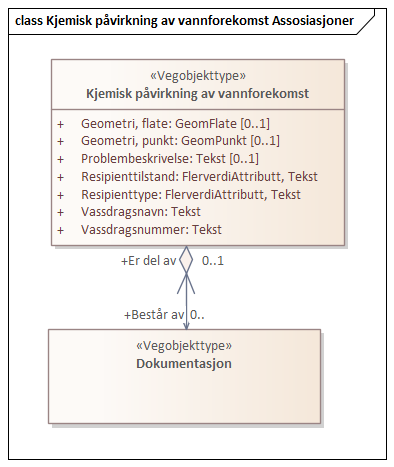 class Kjemisk påvirkning av vannforekomst Assosiasjoner
«Vegobjekttype»
Kjemisk påvirkning av vannforekomst
+ Geometri, flate: GeomFlate [0..1]
+ Geometri, punkt: GeomPunkt [0..1]
+ Problembeskrivelse: Tekst [0..1]
+ Resipienttilstand: FlerverdiAttributt, Tekst
+ Resipienttype: FlerverdiAttributt, Tekst
+ Vassdragsnavn: Tekst
+ Vassdragsnummer: Tekst
+Er del av 0..1
+Består av 0..
«Vegobjekttype»
Dokumentasjon